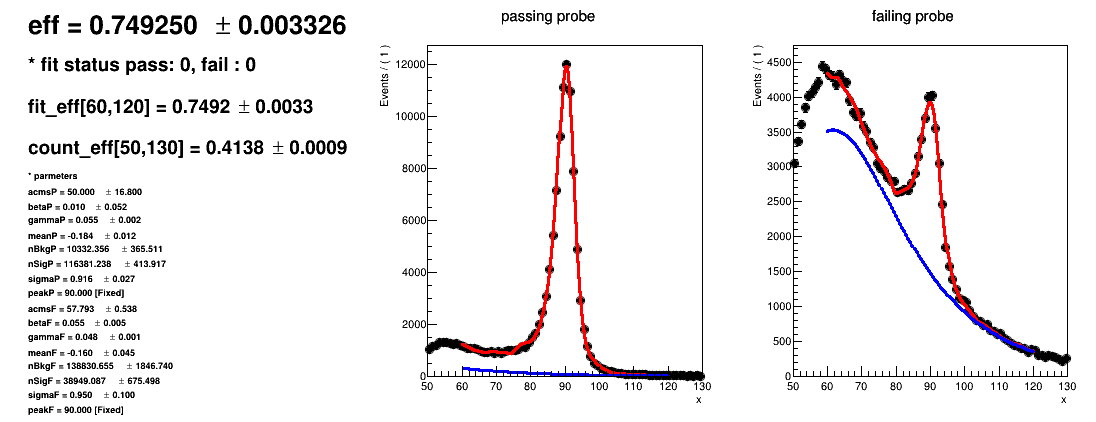 eff = 0.749250 ± 0.003326
* fit status pass: 0, fail : 0
fit_eff[60,120] = 0.7492 ± 0.0033
count_eff[50,130] = 0.4138 ± 0.0009
* parmeters
acmsP = 50.000 ± 16.800
betaP = 0.010 ± 0.052
gammaP = 0.055 ± 0.002
meanP = -0.184 ± 0.012
nBkgP = 10332.356 ± 365.511
nSigP = 116381.238 ± 413.917
sigmaP = 0.916 ± 0.027
peakP = 90.000 [Fixed]
acmsF = 57.793 ± 0.538
betaF = 0.055 ± 0.005
gammaF = 0.048 ± 0.001
meanF = -0.160 ± 0.045
nBkgF = 138830.655 ± 1846.740
nSigF = 38949.087 ± 675.498
sigmaF = 0.950 ± 0.100
peakF = 90.000 [Fixed]
passing probe
Events / ( 1 )
12000
10000
8000
6000
4000
2000
0
50 60 70 80 90 100 110 120 130
x
failing probe
Events / ( 1 )
4500
4000
3500
3000
2500
2000
1500
1000
500
0
50 60 70 80 90 100 110 120 130
x